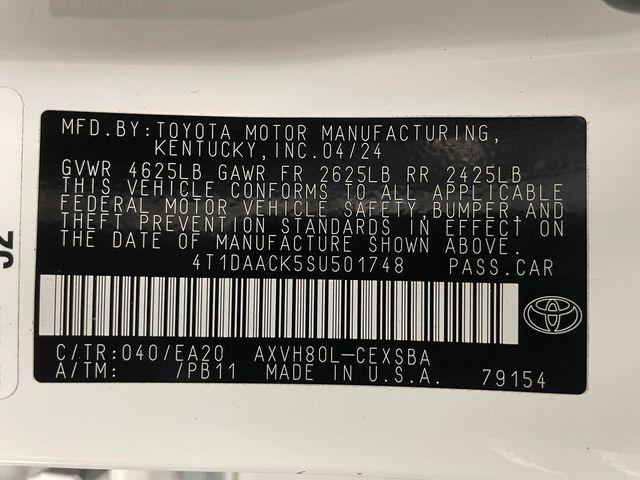 MFD.BY:TOYOTA MOTOR MANUFACTURING,
KENTUCKY,INC.04/24
GVWR 4625LB GAWR FR 2625LB RR 2425LB
THIS VEHICLE CONFORMS TO ALL APPLICABLE
FEDERAL MOTOR VEHICLE SAFETY,BUMPER,AND
THEFT PREVENTION STANDARDS IN EFFECT ON
THE DATE OF MANUFACTURE SHOWN ABOVE.
4T1DAACK5SU501748 PASS.CAR
C/TR:040/EA20 AXVH80L-CEXSBA
A/TM: /PB11 MADE IN U.S.A. 79154